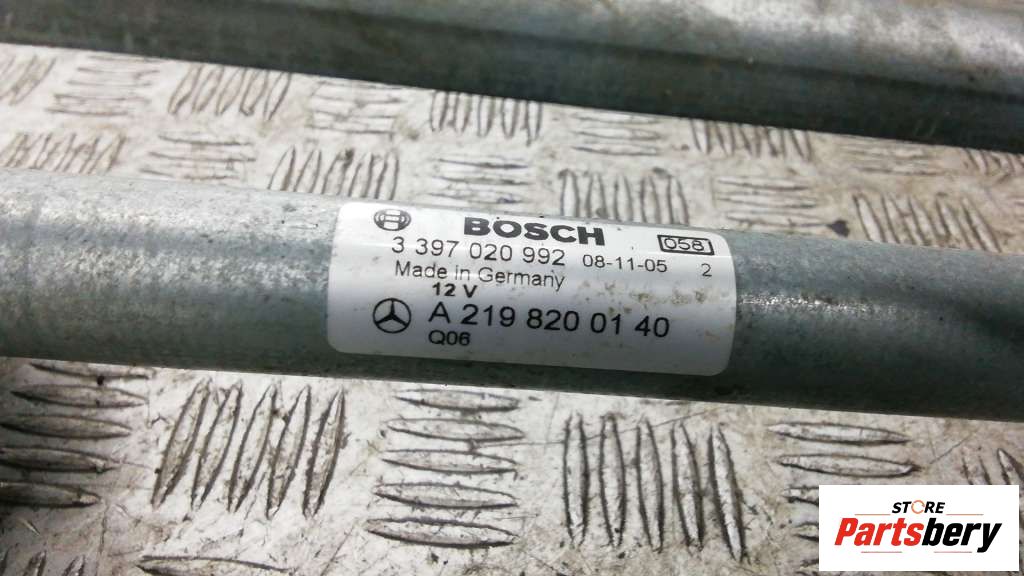 BOSCH
3 397 020 992 08-11-05 058 2
Made in Germany
12 V
A 219 820 01 40
Q06
STORE
Partsbery